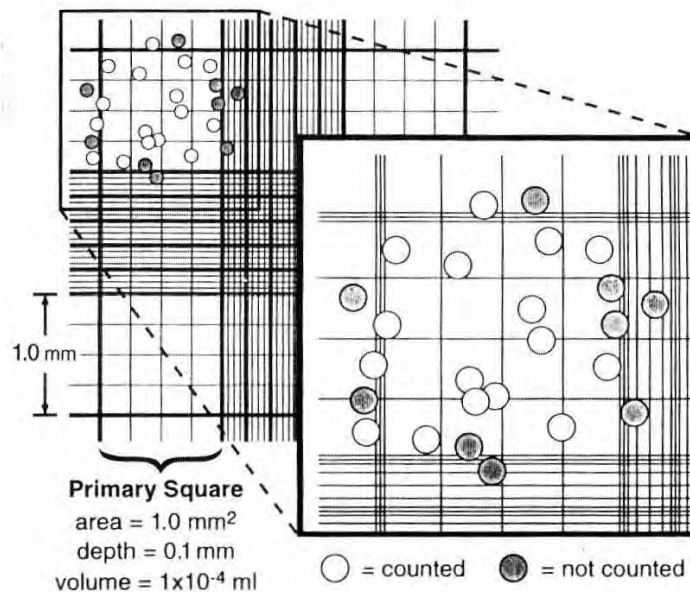 1.0 mm
Primary Square
area = 1.0 mm²
depth = 0.1 mm
volume = 1x10⁻⁴ ml
= counted
= not counted